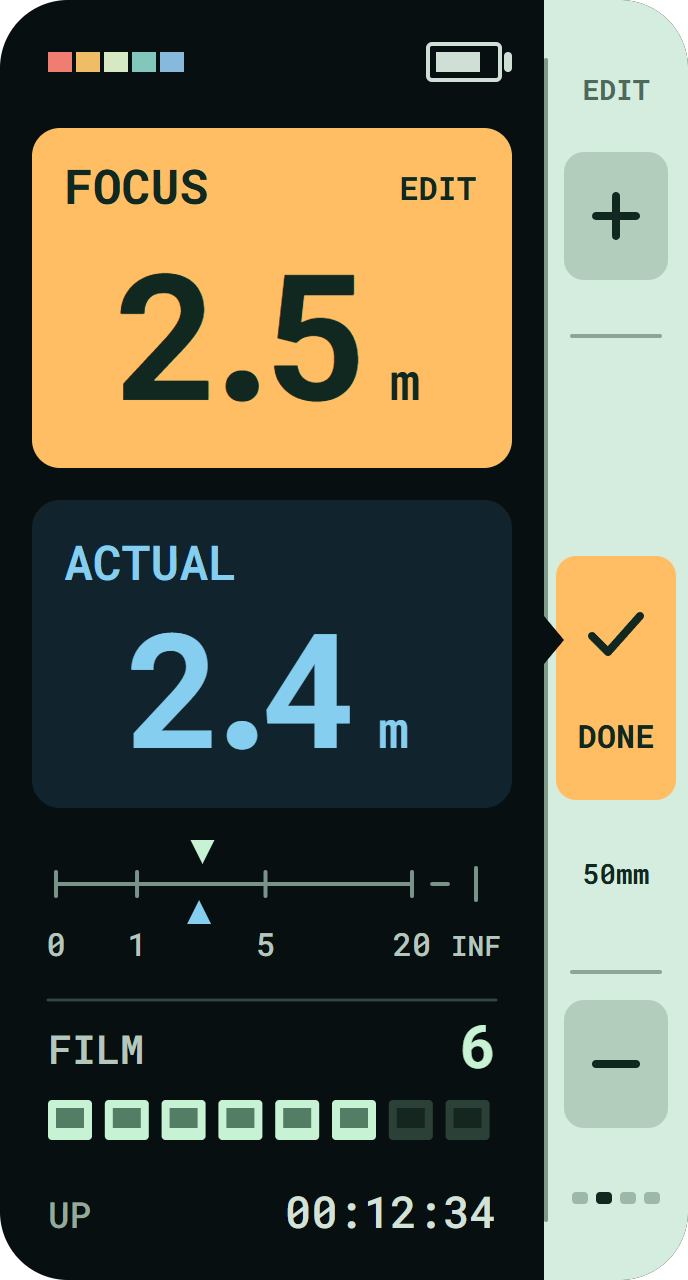 FOCUS EDIT
2.5 m
ACTUAL
2.4 m
0 1 5 20 INF
FILM 6
UP 00:12:34
EDIT
DONE
50mm